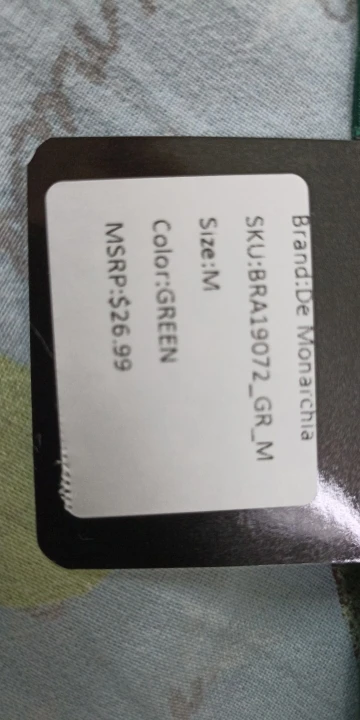 Brand:De Monarchia
SKU:BRA19072_GR_M
Size:M
Color:GREEN
MSRP:$26.99